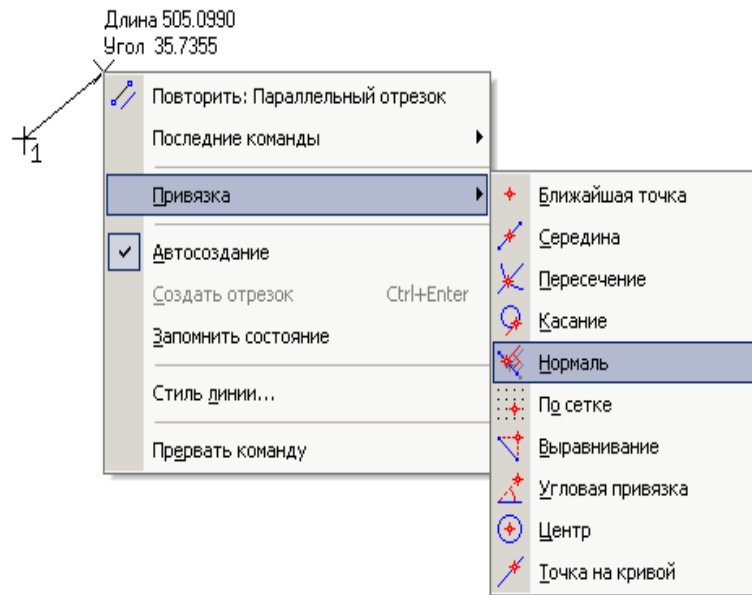 Длина 505.0990
Угол 35.7355
1
Повторить: Параллельный отрезок
Последние команды
Привязка
Автосоздание
Создать отрезок Ctrl+Enter
Запомнить состояние
Стиль линии...
Прервать команду
Ближайшая точка
Середина
Пересечение
Касание
Нормаль
По сетке
Выравнивание
Угловая привязка
Центр
Точка на кривой